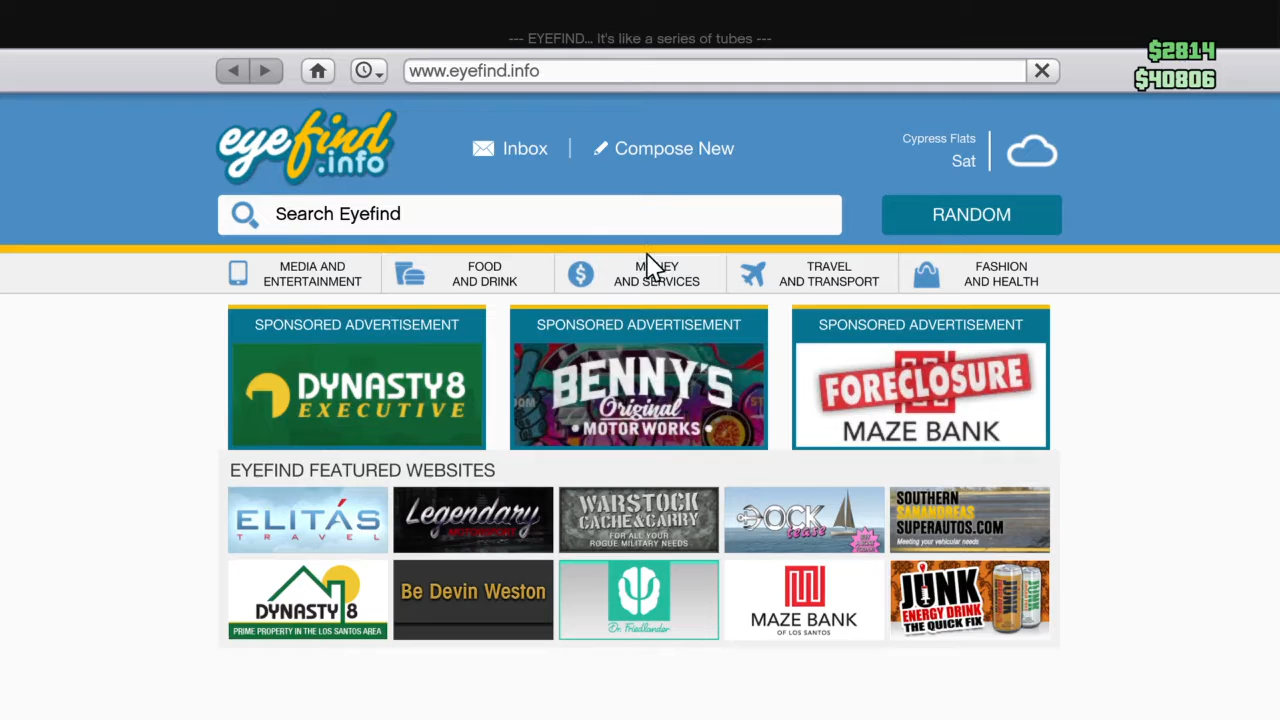 --- EYEFIND... It's like a series of tubes ---
$2814
$40806
www.eyefind.info
eyefind
.info
Inbox
Compose New
Cypress Flats
Sat
Search Eyefind
RANDOM
MEDIA AND
ENTERTAINMENT
FOOD
AND DRINK
MONEY
AND SERVICES
TRAVEL
AND TRANSPORT
FASHION
AND HEALTH
SPONSORED ADVERTISEMENT
DYNASTY8
EXECUTIVE
SPONSORED ADVERTISEMENT
BENNY'S
Original
MOTORWORKS
SPONSORED ADVERTISEMENT
FORECLOSURE
MAZE BANK
EYEFIND FEATURED WEBSITES
ELITÁS
TRAVEL
Legendary
MOTORSPORT
WARSTOCK
CACHE&CARRY
FOR ALL YOUR
ROGUE MILITARY NEEDS
DOCK
tease
SOUTHERN
SANANDREAS
SUPERAUTOS.COM
Meeting your vehicular needs
DYNASTY 8
PRIME PROPERTY IN THE LOS SANTOS AREA
Be Devin Weston
Dr. Friedlander
MAZE BANK
OF LOS SANTOS
JUNK
ENERGY DRINK
THE QUICK FIX